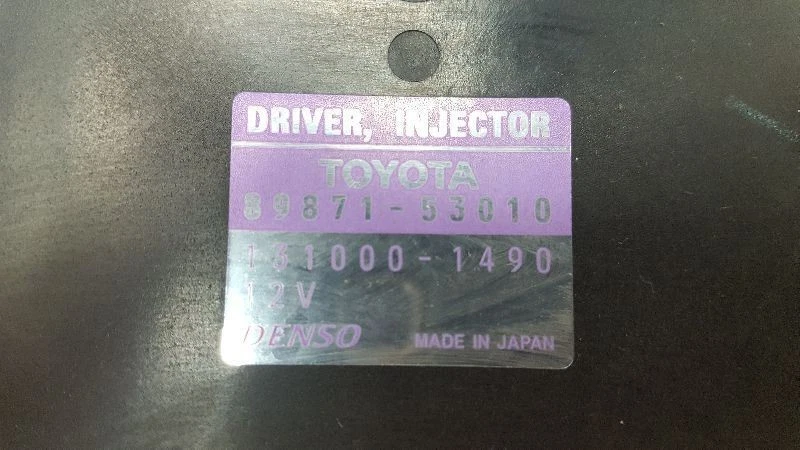 DRIVER, INJECTOR
TOYOTA
89871-53010
131000-1490
12V
DENSO MADE IN JAPAN